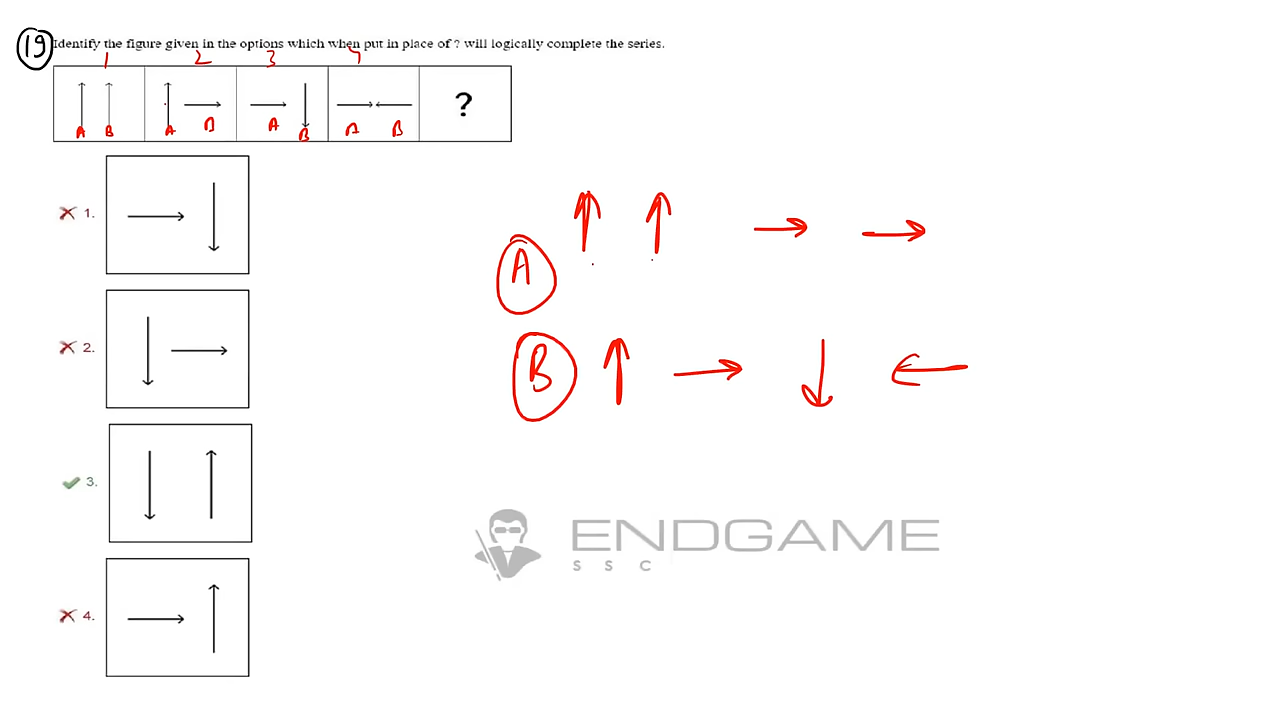 19 Identify the figure given in the options which when put in place of ? will logically complete the series.
1 2 3 4
?
A B A B A B A B
1.
2.
3.
4.
A
B
ENDGAME
SSC